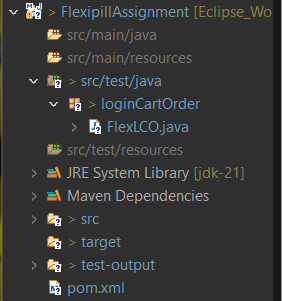 > FlexipillAssignment [Eclipse_Wo
src/main/java
src/main/resources
> src/test/java
> loginCartOrder
> FlexLCO.java
src/test/resources
JRE System Library [jdk-21]
Maven Dependencies
> src
> target
> test-output
pom.xml